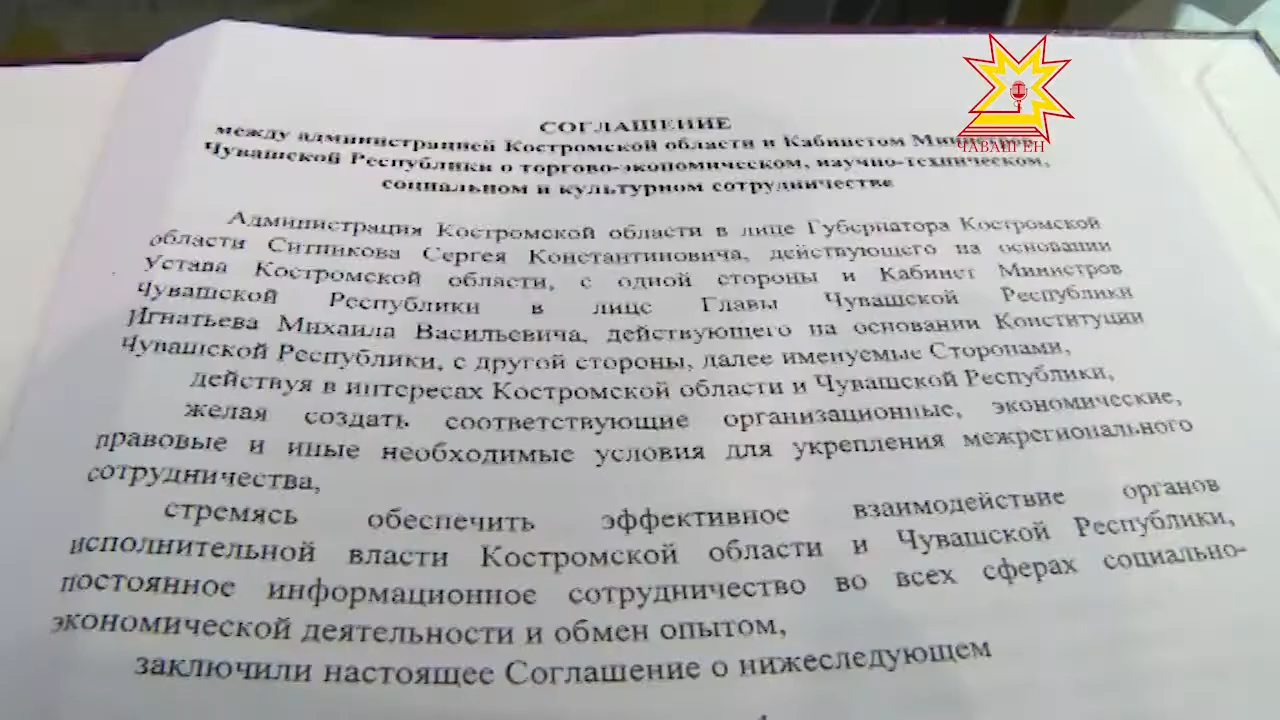 СОГЛАШЕНИЕ
между администрацией Костромской области и Кабинетом Министров
Чувашской Республики о торгово-экономическом, научно-техническом,
социальном и культурном сотрудничестве
ЧĂВАШ ЕН
Администрация Костромской области в лице Губернатора Костромской
области Ситникова Сергея Константиновича, действующего на основании
Устава Костромской области, с одной стороны и Кабинет Министров
Чувашской Республики в лице Главы Чувашской Республики
Игнатьева Михаила Васильевича, действующего на основании Конституции
Чувашской Республики, с другой стороны, далее именуемые Сторонами,
действуя в интересах Костромской области и Чувашской Республики,
желая создать соответствующие организационные, экономические,
правовые и иные необходимые условия для укрепления межрегионального
сотрудничества,
стремясь обеспечить эффективное взаимодействие органов
исполнительной власти Костромской области и Чувашской Республики,
постоянное информационное сотрудничество во всех сферах социально-
экономической деятельности и обмен опытом,
заключили настоящее Соглашение о нижеследующем